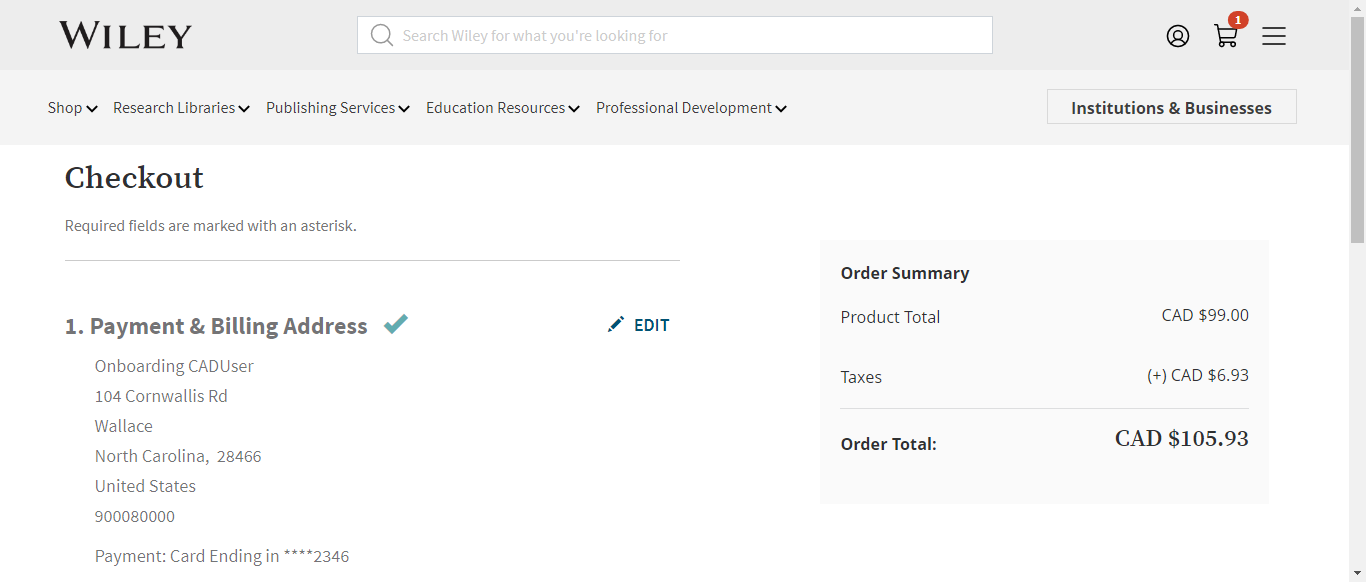 WILEY
Search Wiley for what you're looking for
1
Shop
Research Libraries
Publishing Services
Education Resources
Professional Development
Institutions & Businesses
Checkout
Required fields are marked with an asterisk.
1. Payment & Billing Address
EDIT
Onboarding CADUser
104 Cornwallis Rd
Wallace
North Carolina, 28466
United States
900080000
Payment: Card Ending in ****2346
Order Summary
Product Total CAD $99.00
Taxes (+) CAD $6.93
Order Total: CAD $105.93